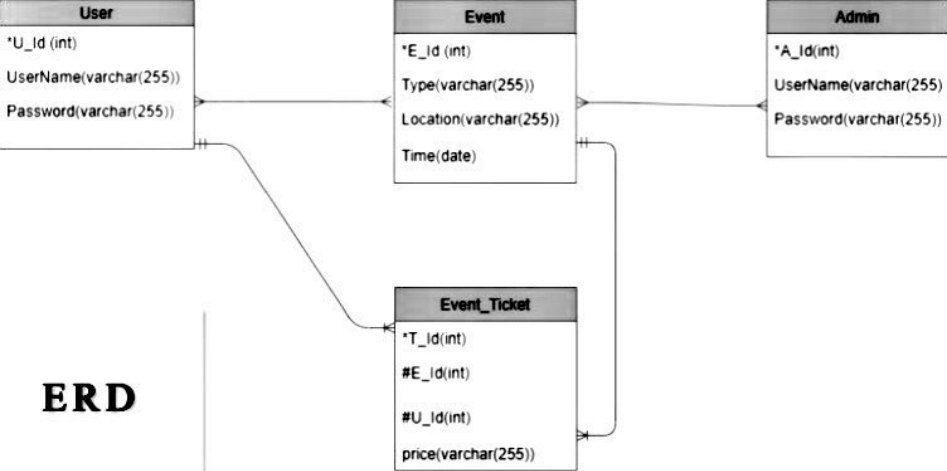 User
*U_Id (int)
UserName(varchar(255))
Password(varchar(255))
Event
*E_Id (int)
Type(varchar(255))
Location(varchar(255))
Time(date)
Admin
*A_Id(int)
UserName(varchar(255)
Password(varchar(255))
Event_Ticket
*T_Id(int)
#E_Id(int)
#U_Id(int)
price(varchar(255))
ERD